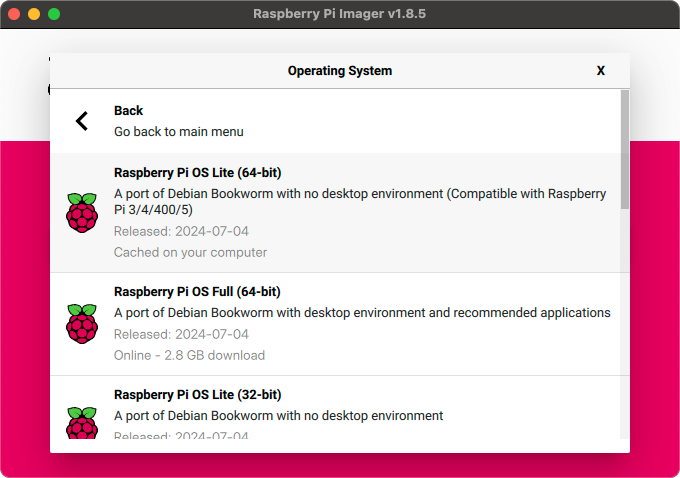 Raspberry Pi Imager v1.8.5
Operating System
X
Back
Go back to main menu
Raspberry Pi OS Lite (64-bit)
A port of Debian Bookworm with no desktop environment (Compatible with Raspberry
Pi 3/4/400/5)
Released: 2024-07-04
Cached on your computer
Raspberry Pi OS Full (64-bit)
A port of Debian Bookworm with desktop environment and recommended applications
Released: 2024-07-04
Online - 2.8 GB download
Raspberry Pi OS Lite (32-bit)
A port of Debian Bookworm with no desktop environment
Released: 2024-07-04